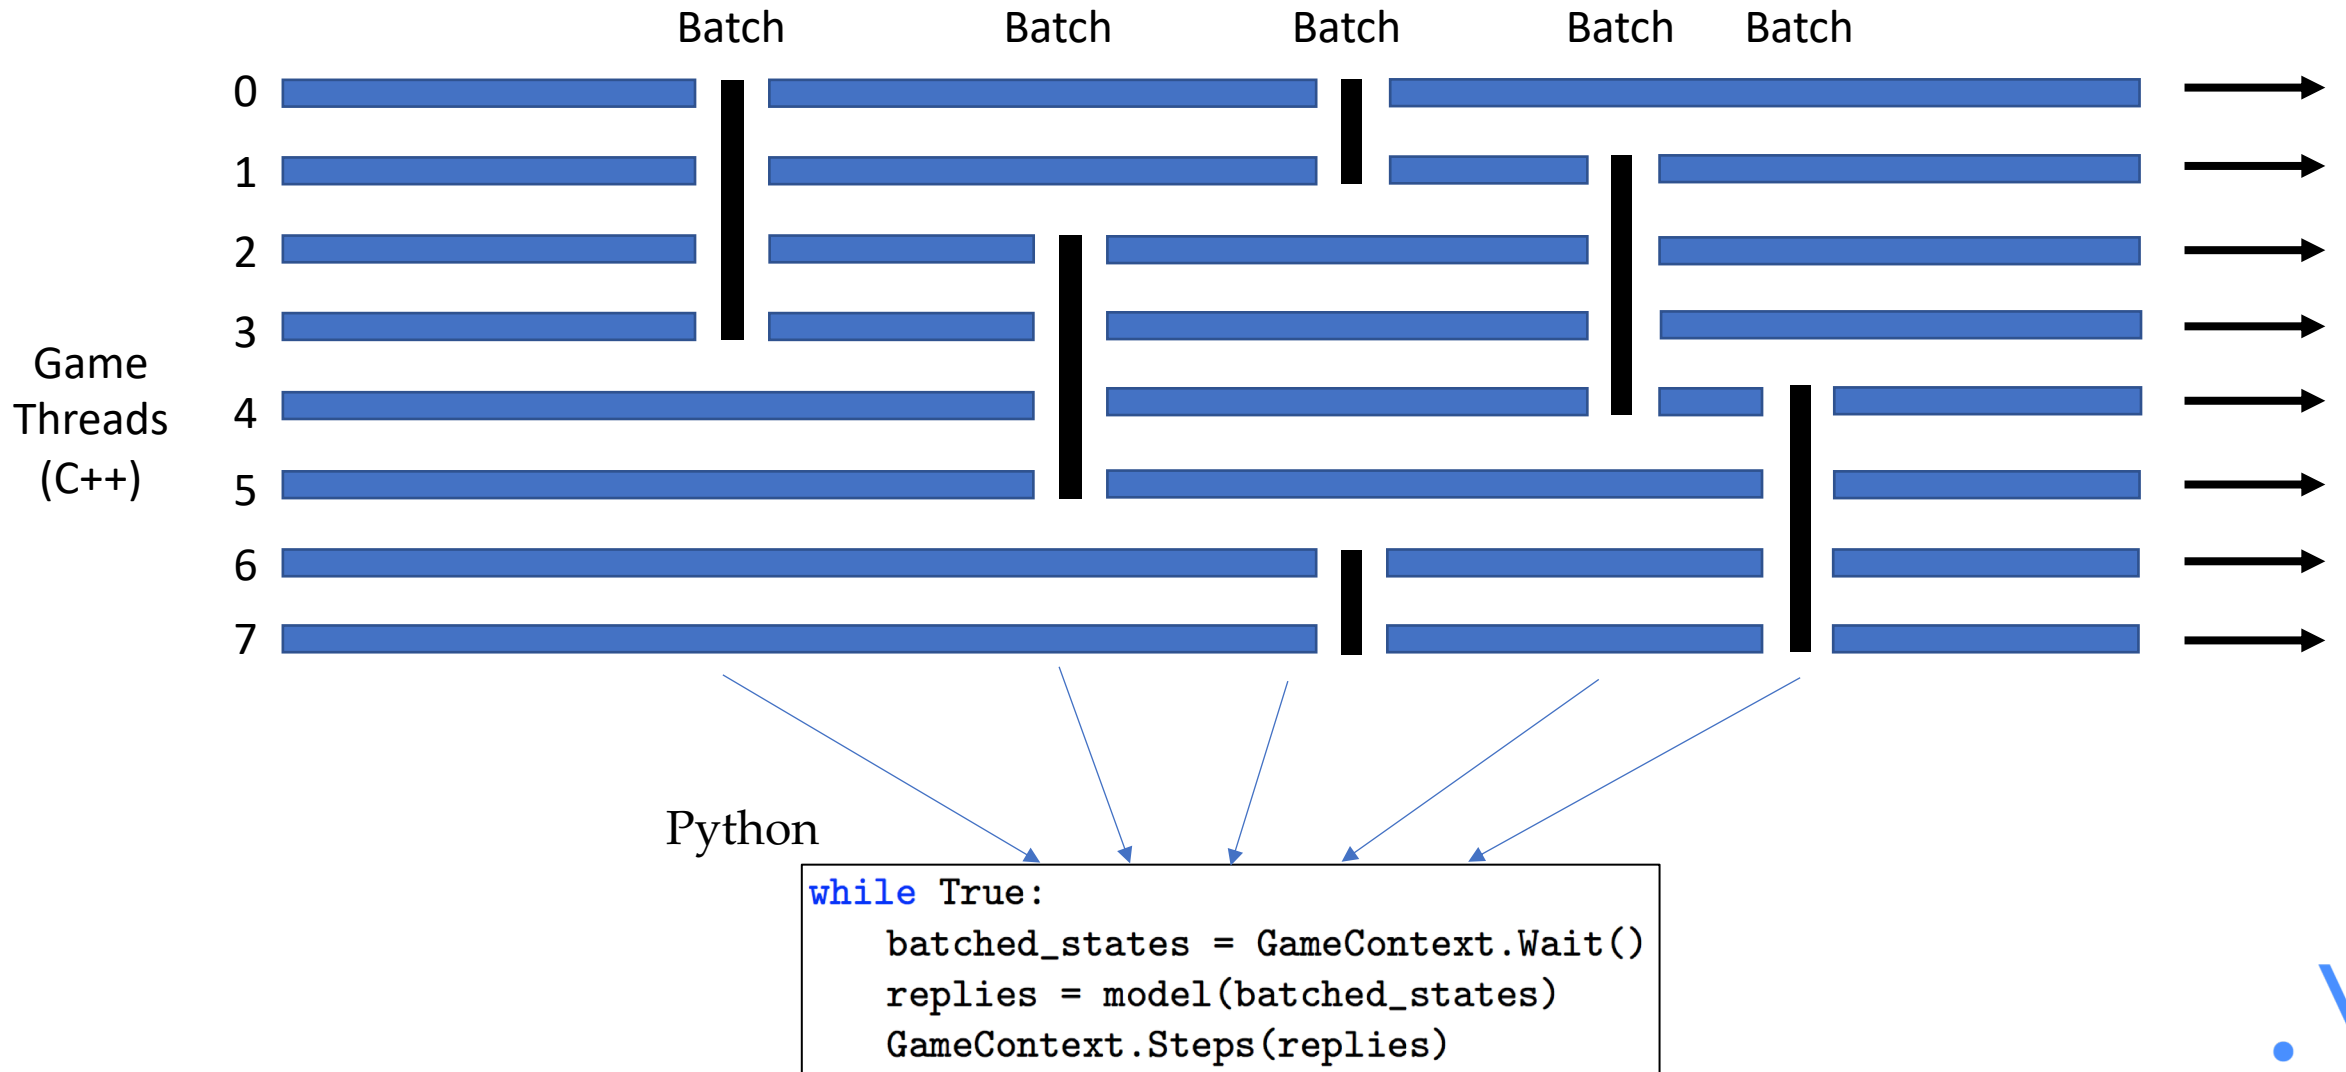 Batch Batch Batch Batch Batch
0
1
2
3
4
5
6
7
Game
Threads
(C++)
Python
while True:
batched_states = GameContext.Wait()
replies = model(batched_states)
GameContext.Steps(replies)